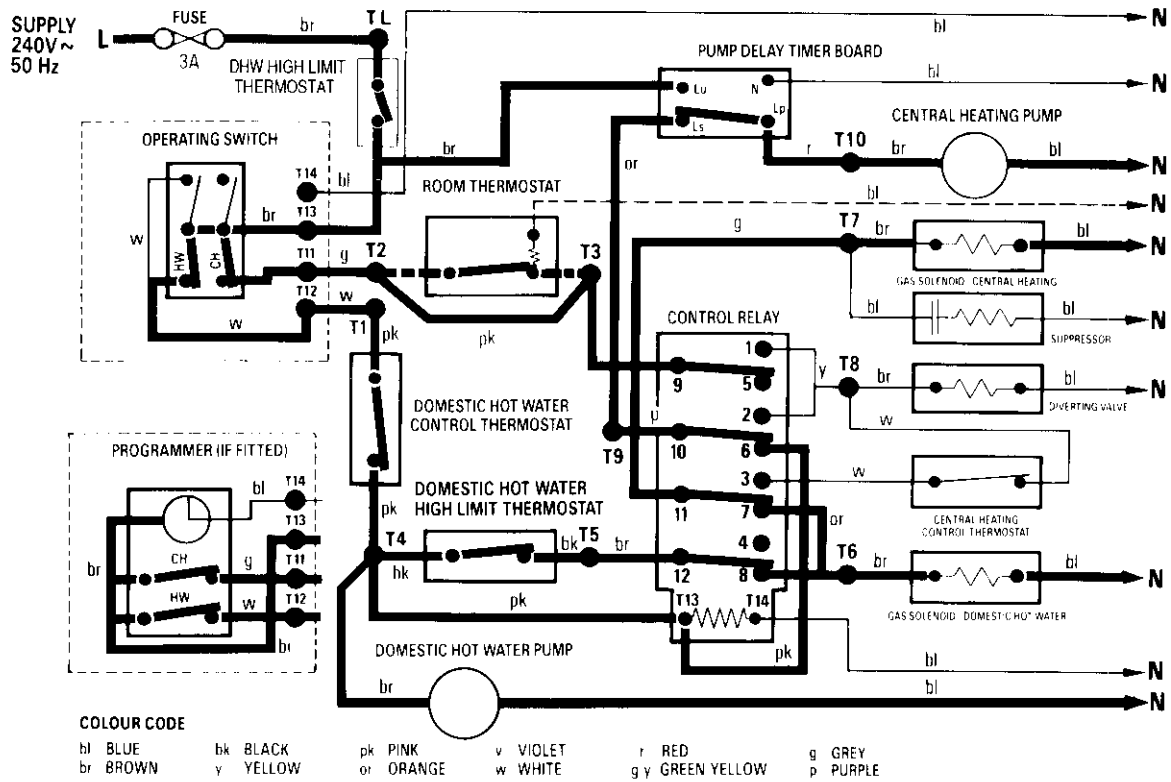 SUPPLY
240V~
50 Hz
L
FUSE
3A
br
TL
bl
N
DHW HIGH LIMIT
THERMOSTAT
PUMP DELAY TIMER BOARD
Lu
N
Ls
Lp
bl
N
CENTRAL HEATING PUMP
br
or
r
T10
br
bl
N
OPERATING SWITCH
T14
bl
br
T13
w
HW
CH
T11
g
T2
T12
w
w
T1
ROOM THERMOSTAT
T3
pk
pk
bl
N
g
T7
br
bl
N
GAS SOLENOID CENTRAL HEATING
bl
bl
N
SUPPRESSOR
CONTROL RELAY
1
9
5
2
10
6
3
11
7
4
12
8
T13
T14
y
T8
br
bl
N
DIVERTING VALVE
w
w
CENTRAL HEATING
CONTROL THERMOSTAT
T9
or
T6
br
bl
N
GAS SOLENOID DOMESTIC HOT WATER
DOMESTIC HOT WATER
CONTROL THERMOSTAT
DOMESTIC HOT WATER
HIGH LIMIT THERMOSTAT
pk
T4
bk
bk
T5
br
pk
pk
bl
N
DOMESTIC HOT WATER PUMP
br
bl
N
PROGRAMMER (IF FITTED)
T14
bl
T13
br
CH
g
T11
HW
w
T12
COLOUR CODE
bl BLUE bk BLACK pk PINK v VIOLET r RED g GREY
br BROWN y YELLOW or ORANGE w WHITE gy GREEN YELLOW p PURPLE